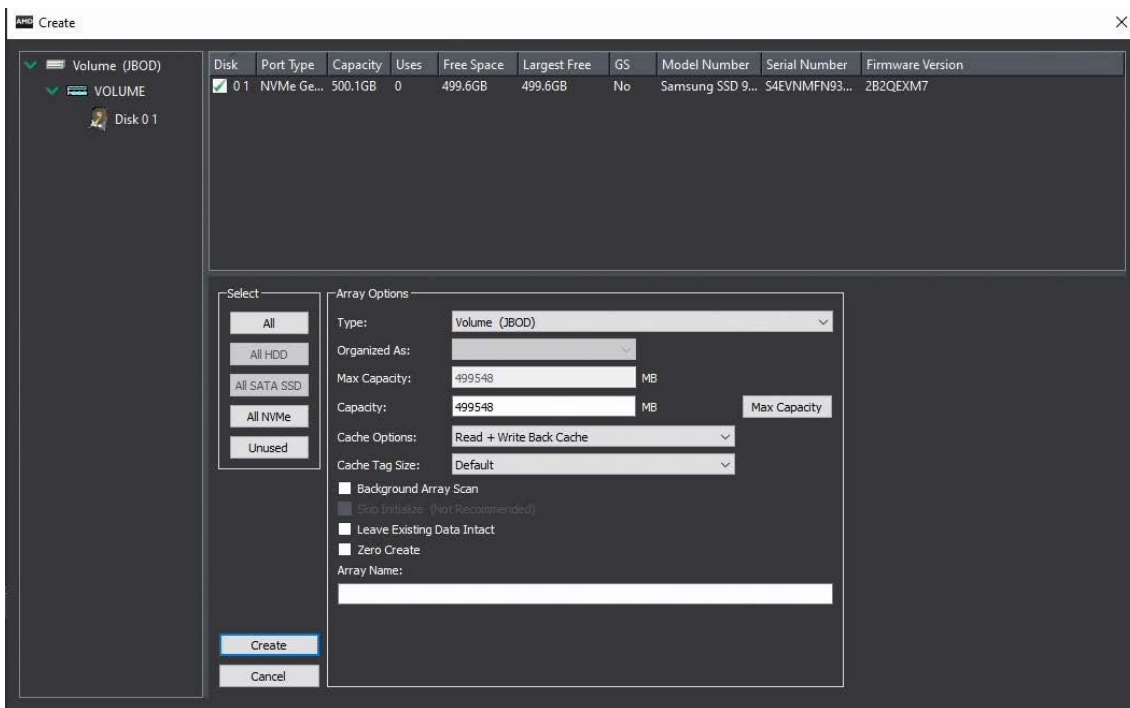 AMD Create
Volume (JBOD)
VOLUME
Disk 0 1
Disk Port Type Capacity Uses Free Space Largest Free GS Model Number Serial Number Firmware Version
0 1 NVMe Ge... 500.1GB 0 499.6GB 499.6GB No Samsung SSD 9... S4EVNMFN93... 2B2QEXM7
Select
All
All HDD
All SATA SSD
All NVMe
Unused
Create
Cancel
Array Options
Type: Volume (JBOD)
Organized As:
Max Capacity: 499548 MB
Capacity: 499548 MB Max Capacity
Cache Options: Read + Write Back Cache
Cache Tag Size: Default
Background Array Scan
Skip Initialize (Not Recommended)
Leave Existing Data Intact
Zero Create
Array Name: